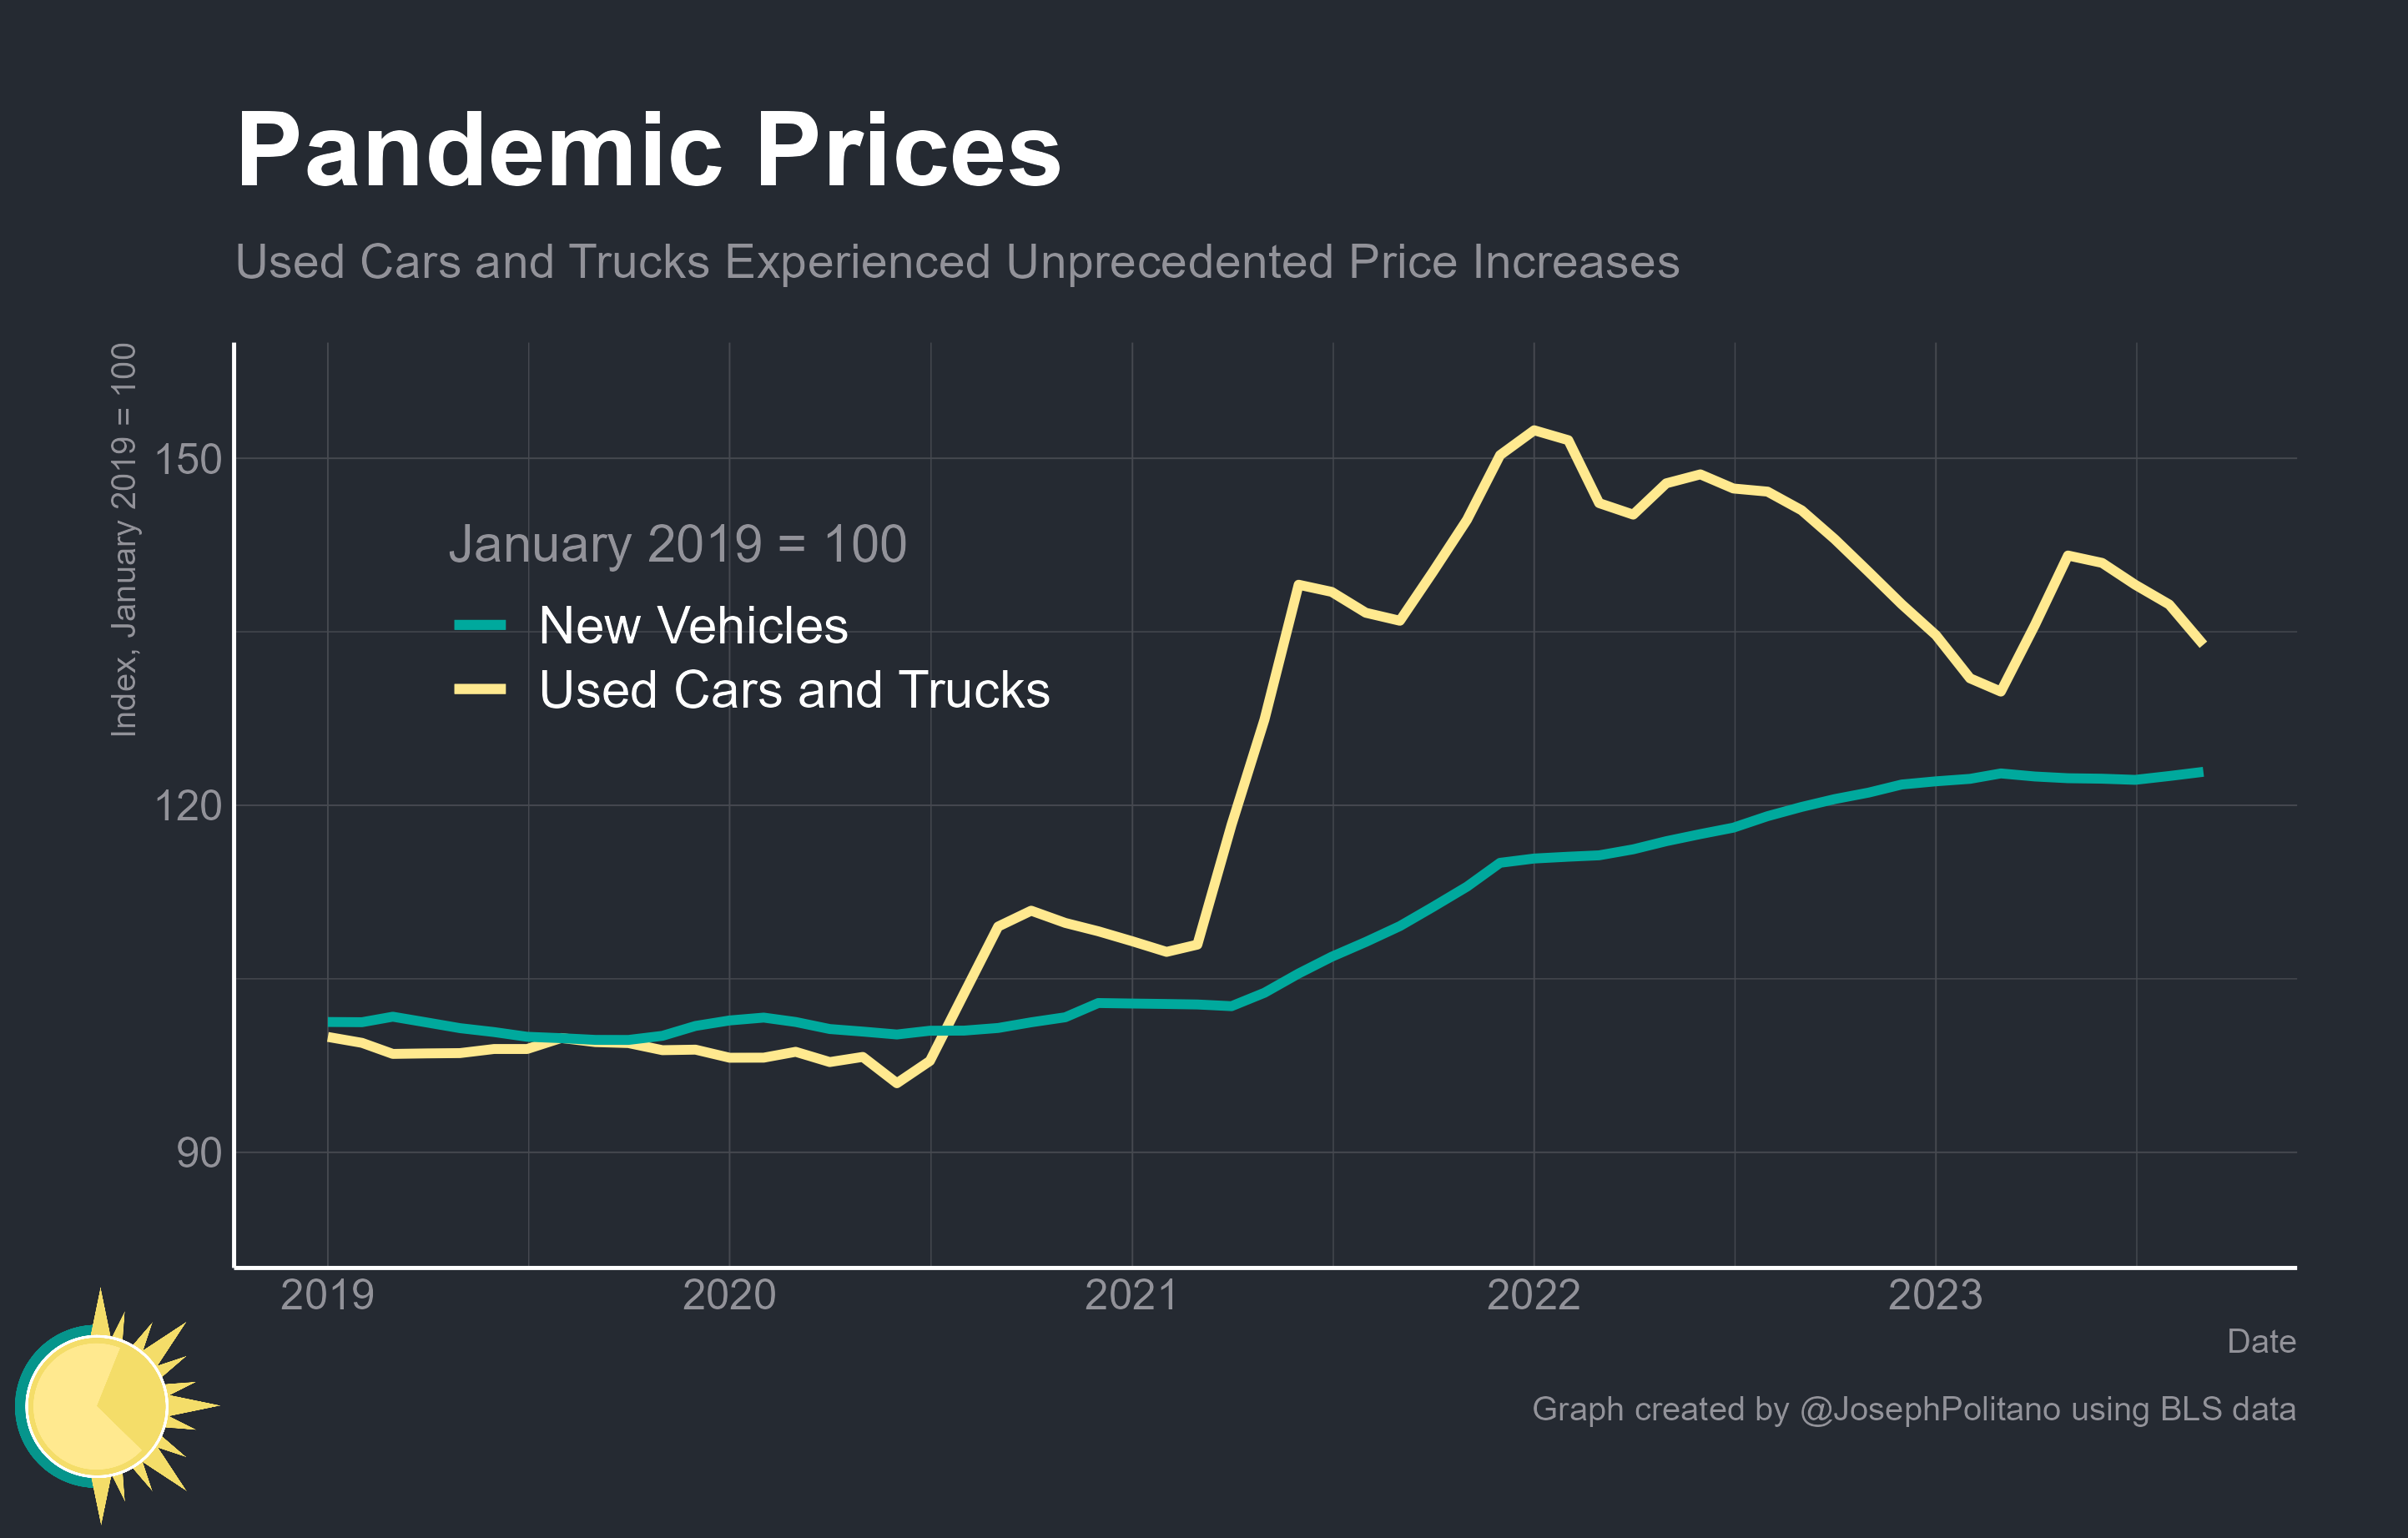 Pandemic Prices
Used Cars and Trucks Experienced Unprecedented Price Increases
Index, January 2019 = 100
150
120
90
January 2019 = 100
New Vehicles
Used Cars and Trucks
2019
2020
2021
2022
2023
Date
Graph created by @JosephPolitano using BLS data